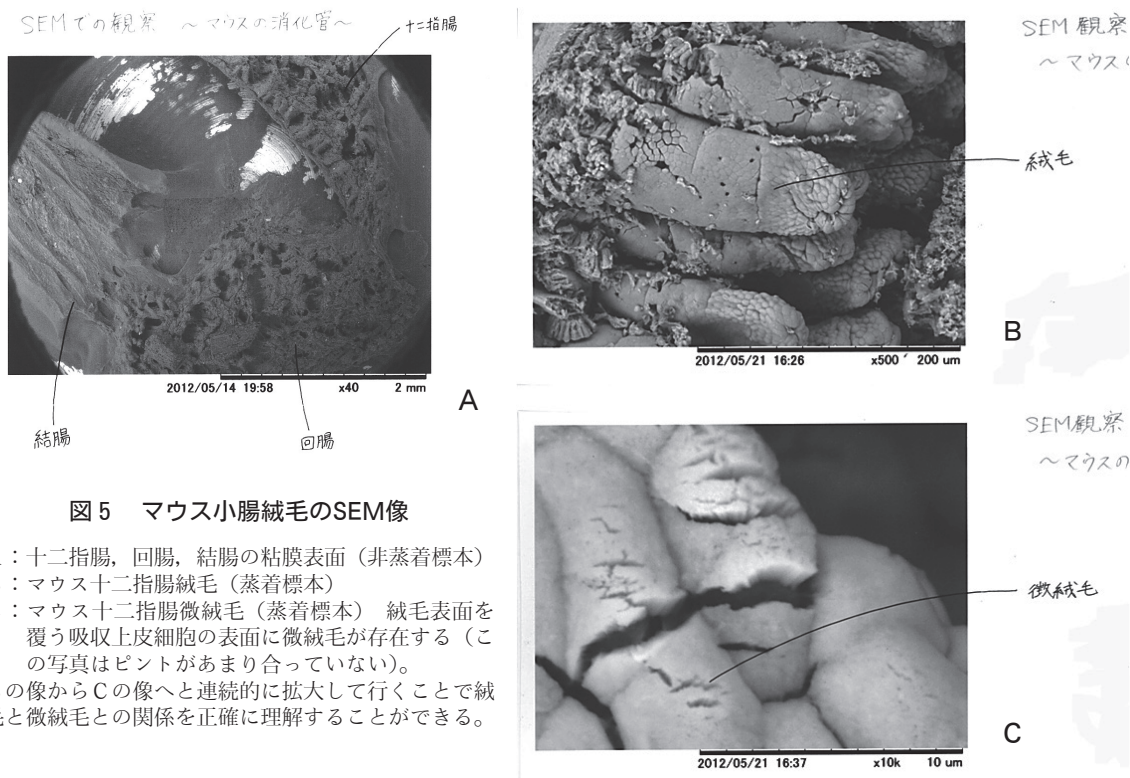 SEMでの観察 ～マウスの消化管～
十二指腸
2012/05/14 19:58 x40 2 mm
A
結腸
回腸
図5 マウス小腸絨毛のSEM像
：十二指腸，回腸，結腸の粘膜表面（非蒸着標本）
：マウス十二指腸絨毛（蒸着標本）
：マウス十二指腸微絨毛（蒸着標本） 絨毛表面を
覆う吸収上皮細胞の表面に微絨毛が存在する（こ
の写真はピントがあまり合っていない）。
の像からCの像へと連続的に拡大して行くことで絨
毛と微絨毛との関係を正確に理解することができる。
SEM観察
～マウスの
絨毛
2012/05/21 16:26 x500 200 um
B
SEM観察
～マウスの
微絨毛
2012/05/21 16:37 x10k 10 um
C